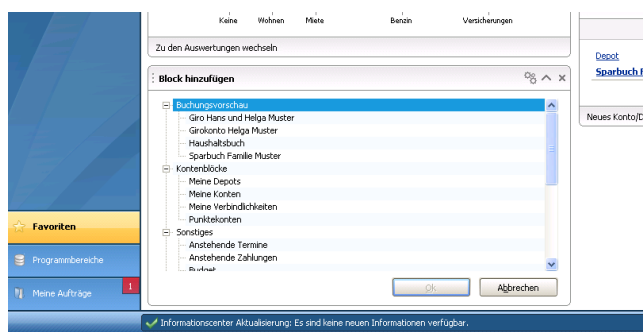 Keine Wohnen Miete Benzin Versicherungen
Zu den Auswertungen wechseln
Block hinzufügen
Buchungsvorschau
Giro Hans und Helga Muster
Girokonto Helga Muster
Haushaltsbuch
Sparbuch Familie Muster
Kontenblöcke
Meine Depots
Meine Konten
Meine Verbindlichkeiten
Punktekonten
Sonstiges
Anstehende Termine
Anstehende Zahlungen
Budget
Ok Abbrechen
Depot
Sparbuch F
Neues Konto/D
Favoriten
Programmbereiche
Meine Aufträge 1
Informationscenter Aktualisierung: Es sind keine neuen Informationen verfügbar.